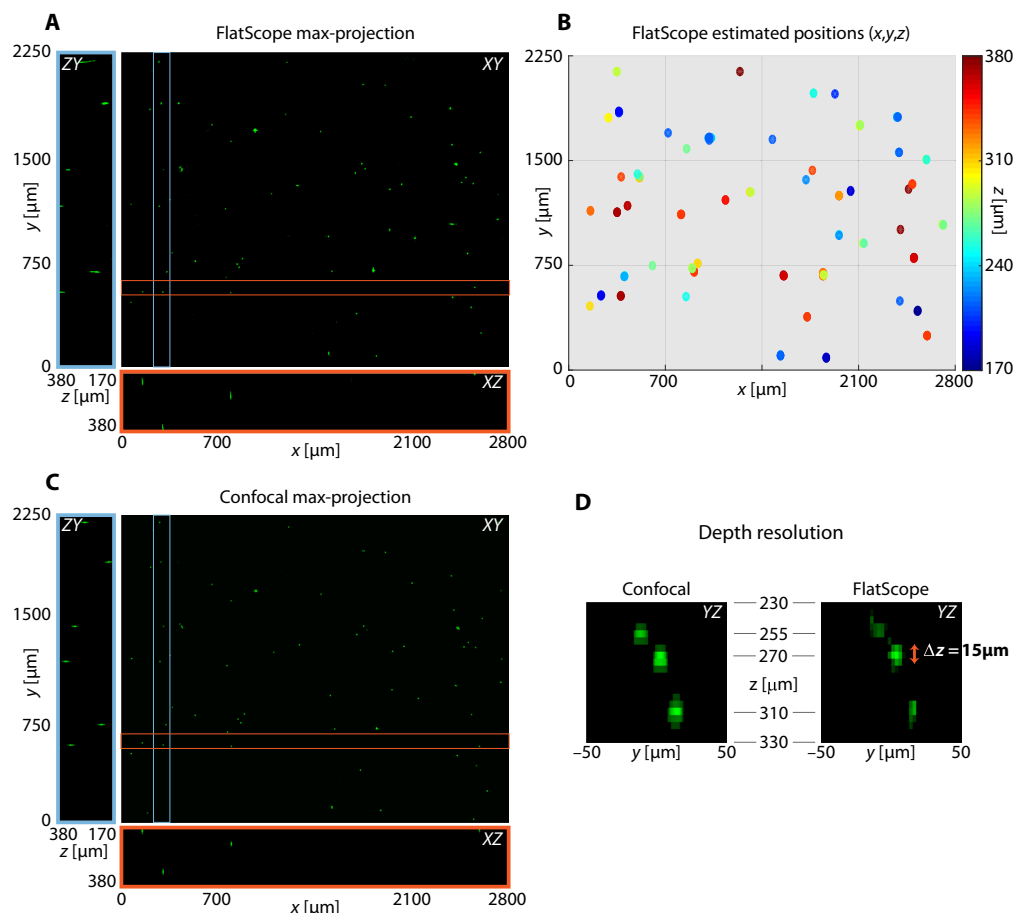 A
FlatScope max-projection
2250
1500
750
0
y [µm]
ZY
XY
380 170
z [µm]
380
XZ
0 700 2100 2800
x [µm]
B
FlatScope estimated positions (x,y,z)
2250
1500
750
0
y [µm]
0 700 2100 2800
x [µm]
380
310
240
170
z [µm]
C
Confocal max-projection
2250
1500
750
0
y [µm]
ZY
XY
380 170
z [µm]
380
XZ
0 700 2100 2800
x [µm]
D
Depth resolution
Confocal
FlatScope
YZ
YZ
230
255
270
z [µm]
310
330
Δz = 15µm
–50 50
y [µm]
–50 50
y [µm]